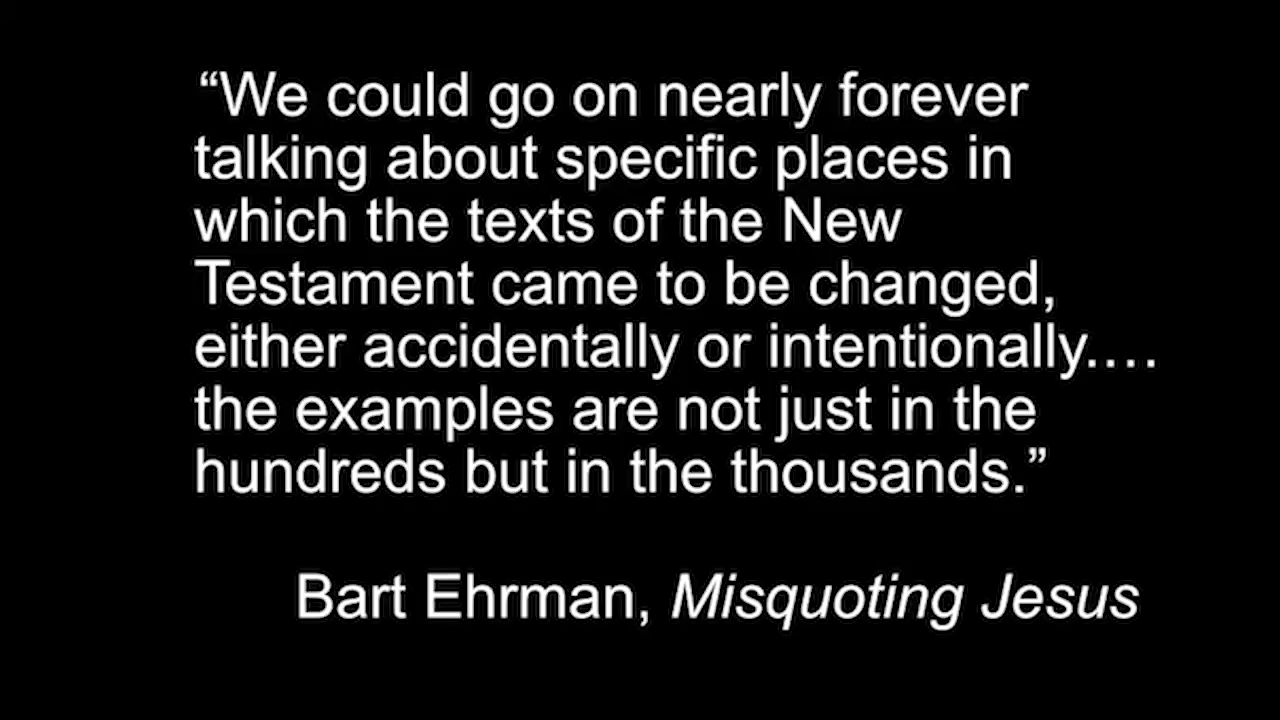 “We could go on nearly forever
talking about specific places in
which the texts of the New
Testament came to be changed,
either accidentally or intentionally.…
the examples are not just in the
hundreds but in the thousands.”
Bart Ehrman, Misquoting Jesus